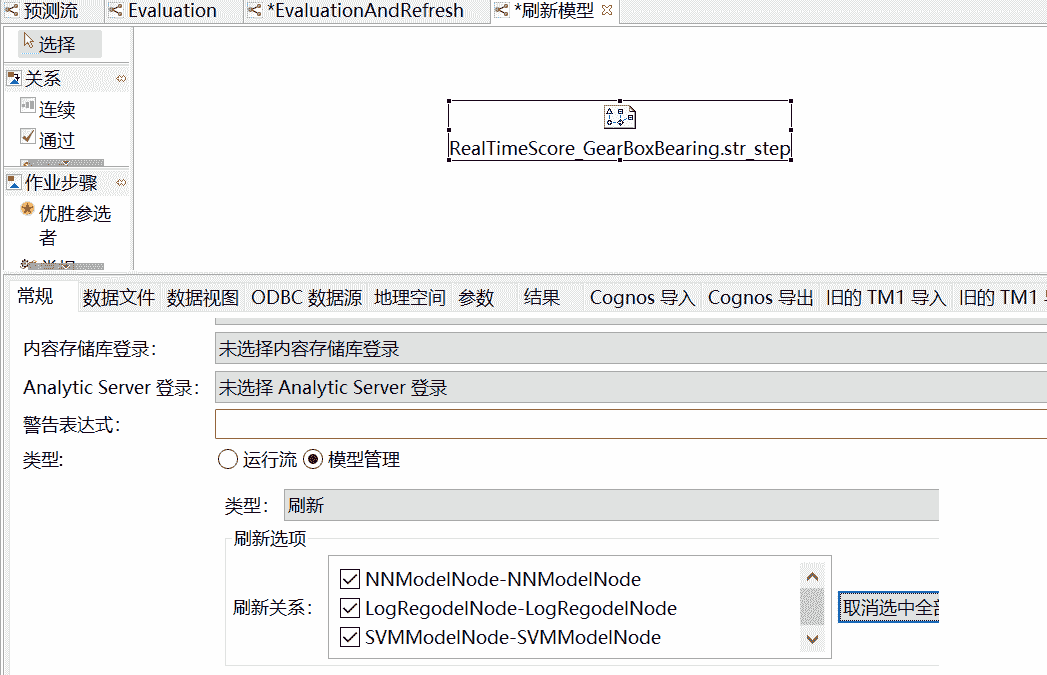 预测流 Evaluation *EvaluationAndRefresh *刷新模型
选择
关系
连续
通过
作业步骤
优胜参选
者
RealTimeScore_GearBoxBearing.str_step
常规 数据文件 数据视图 ODBC 数据源 地理空间 参数 结果 Cognos 导入 Cognos 导出 旧的 TM1 导入 旧的 TM1
内容存储库登录： 未选择内容存储库登录
Analytic Server 登录： 未选择 Analytic Server 登录
警告表达式：
类型: 运行流 模型管理
类型： 刷新
刷新选项
刷新关系：
NNModelNode-NNModelNode
LogRegodelNode-LogRegodelNode
SVMModelNode-SVMModelNode
取消选中全部